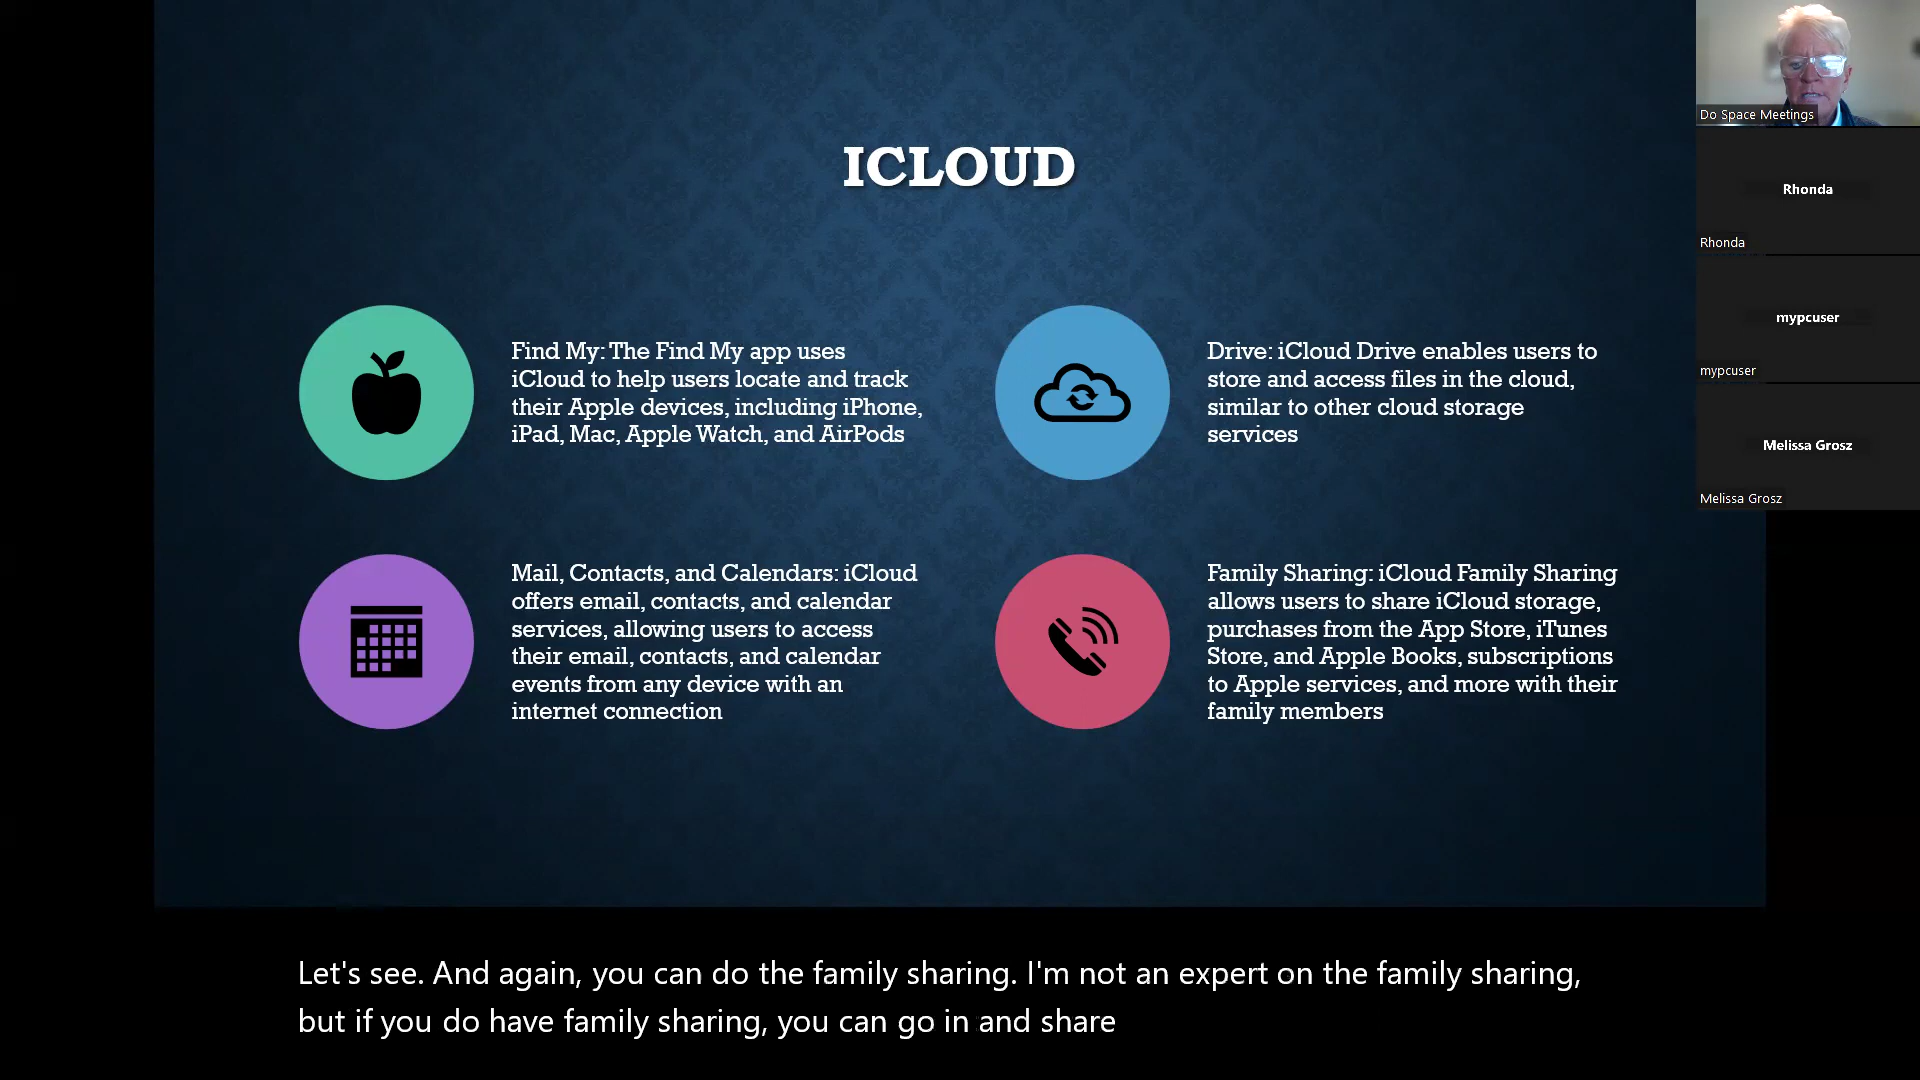 ICLOUD
Find My: The Find My app uses
iCloud to help users locate and track
their Apple devices, including iPhone,
iPad, Mac, Apple Watch, and AirPods
Drive: iCloud Drive enables users to
store and access files in the cloud,
similar to other cloud storage
services
Mail, Contacts, and Calendars: iCloud
offers email, contacts, and calendar
services, allowing users to access
their email, contacts, and calendar
events from any device with an
internet connection
Family Sharing: iCloud Family Sharing
allows users to share iCloud storage,
purchases from the App Store, iTunes
Store, and Apple Books, subscriptions
to Apple services, and more with their
family members
Do Space Meetings
Rhonda
Rhonda
mypcuser
mypcuser
Melissa Grosz
Melissa Grosz
Let's see. And again, you can do the family sharing. I'm not an expert on the family sharing,
but if you do have family sharing, you can go in and share